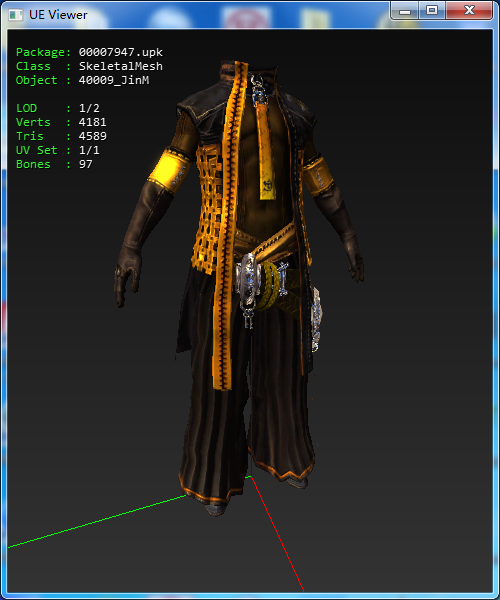 UE Viewer
Package: 00007947.upk
Class : SkeletalMesh
Object : 40009_JinM
LOD : 1/2
Verts : 4181
Tris : 4589
UV Set : 1/1
Bones : 97